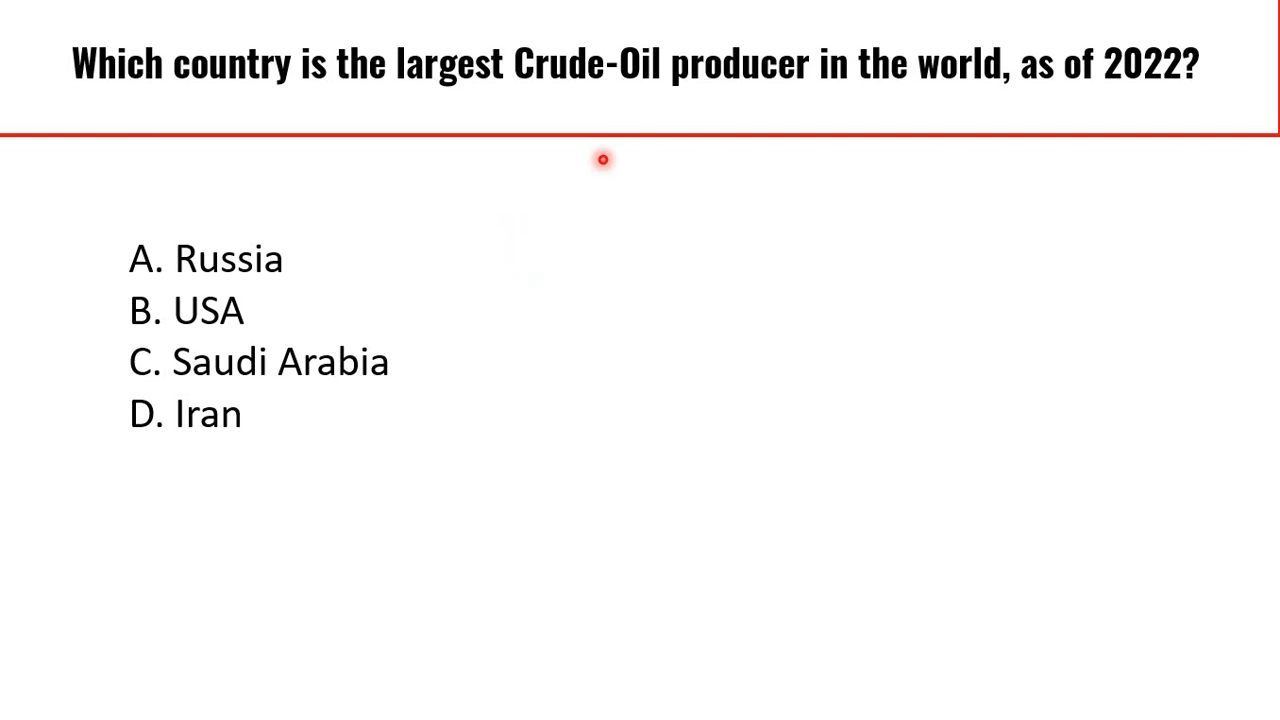 Which country is the largest Crude-Oil producer in the world, as of 2022?
A. Russia
B. USA
C. Saudi Arabia
D. Iran